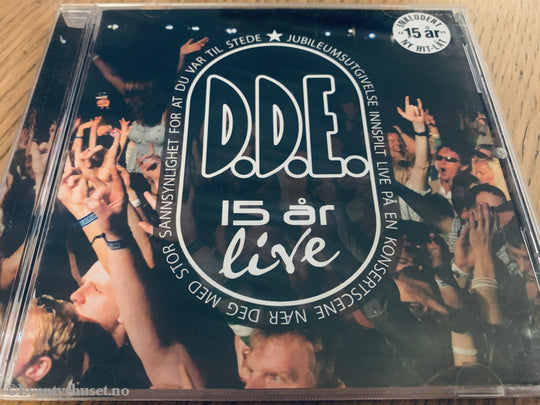 D.D.E.
15 år
live
★ JUBILEUMSUTGIVELSE INNSPILT LIVE PÅ EN KONSERTSCENE NÆR DEG MED STOR SANNSYNLIGHET FOR AT DU VAR TIL STEDE
INKLUDERT
15 år
NY HIT-LÅT